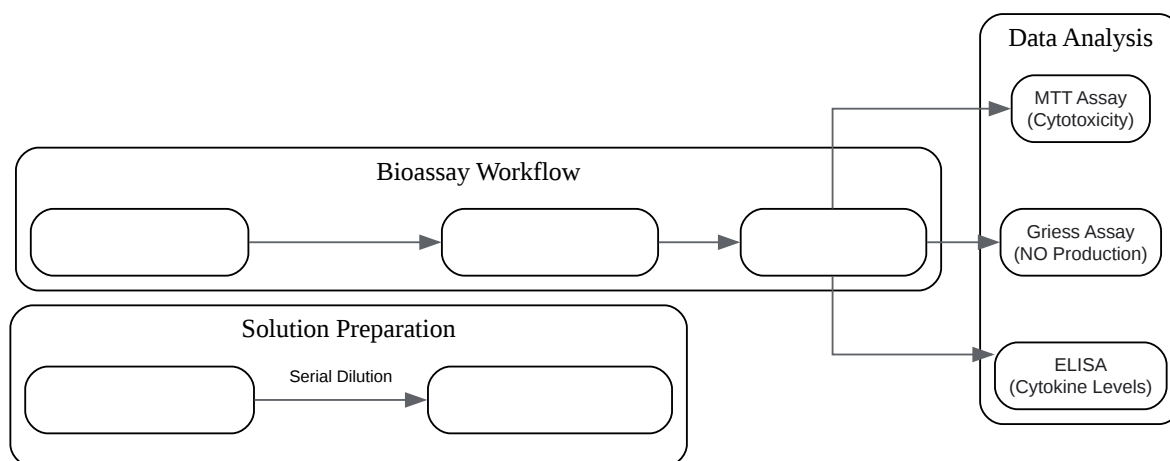 Data Analysis
MTT Assay
(Cytotoxicity)
Bioassay Workflow
Griess Assay
(NO Production)
Solution Preparation
Serial Dilution
ELISA
(Cytokine Levels)